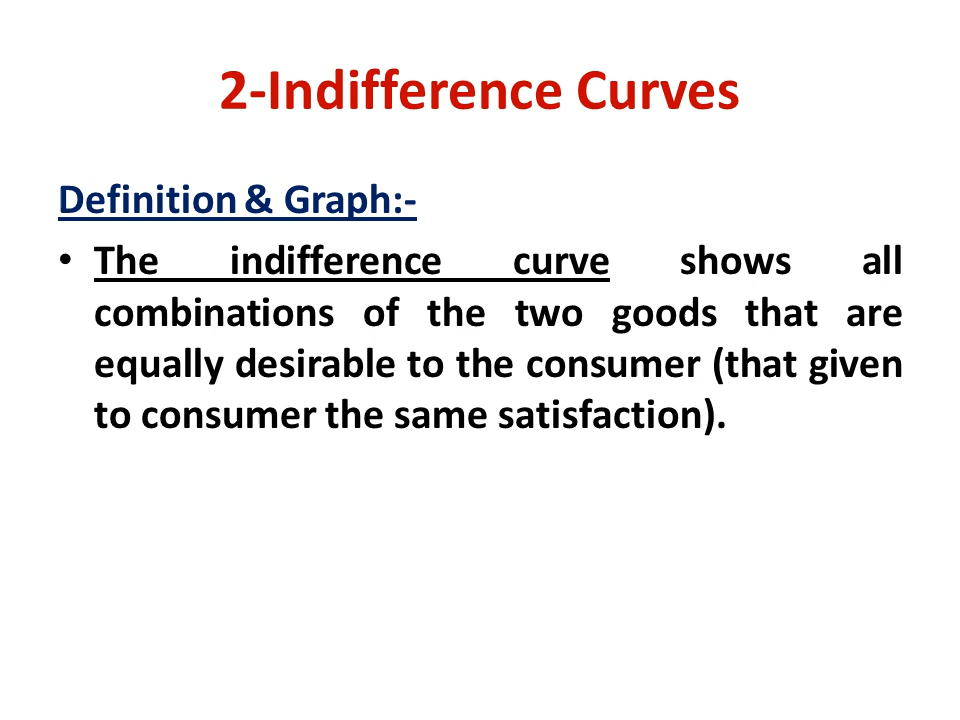 2-Indifference Curves
Definition & Graph:-
• The indifference curve shows all
combinations of the two goods that are
equally desirable to the consumer (that given
to consumer the same satisfaction).